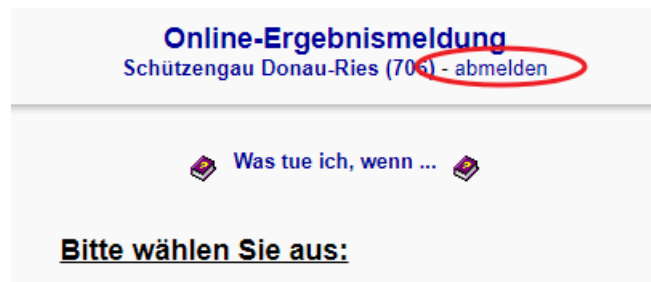 Online-Ergebnismeldung
Schützengau Donau-Ries (706) - abmelden
Was tue ich, wenn ...
Bitte wählen Sie aus: